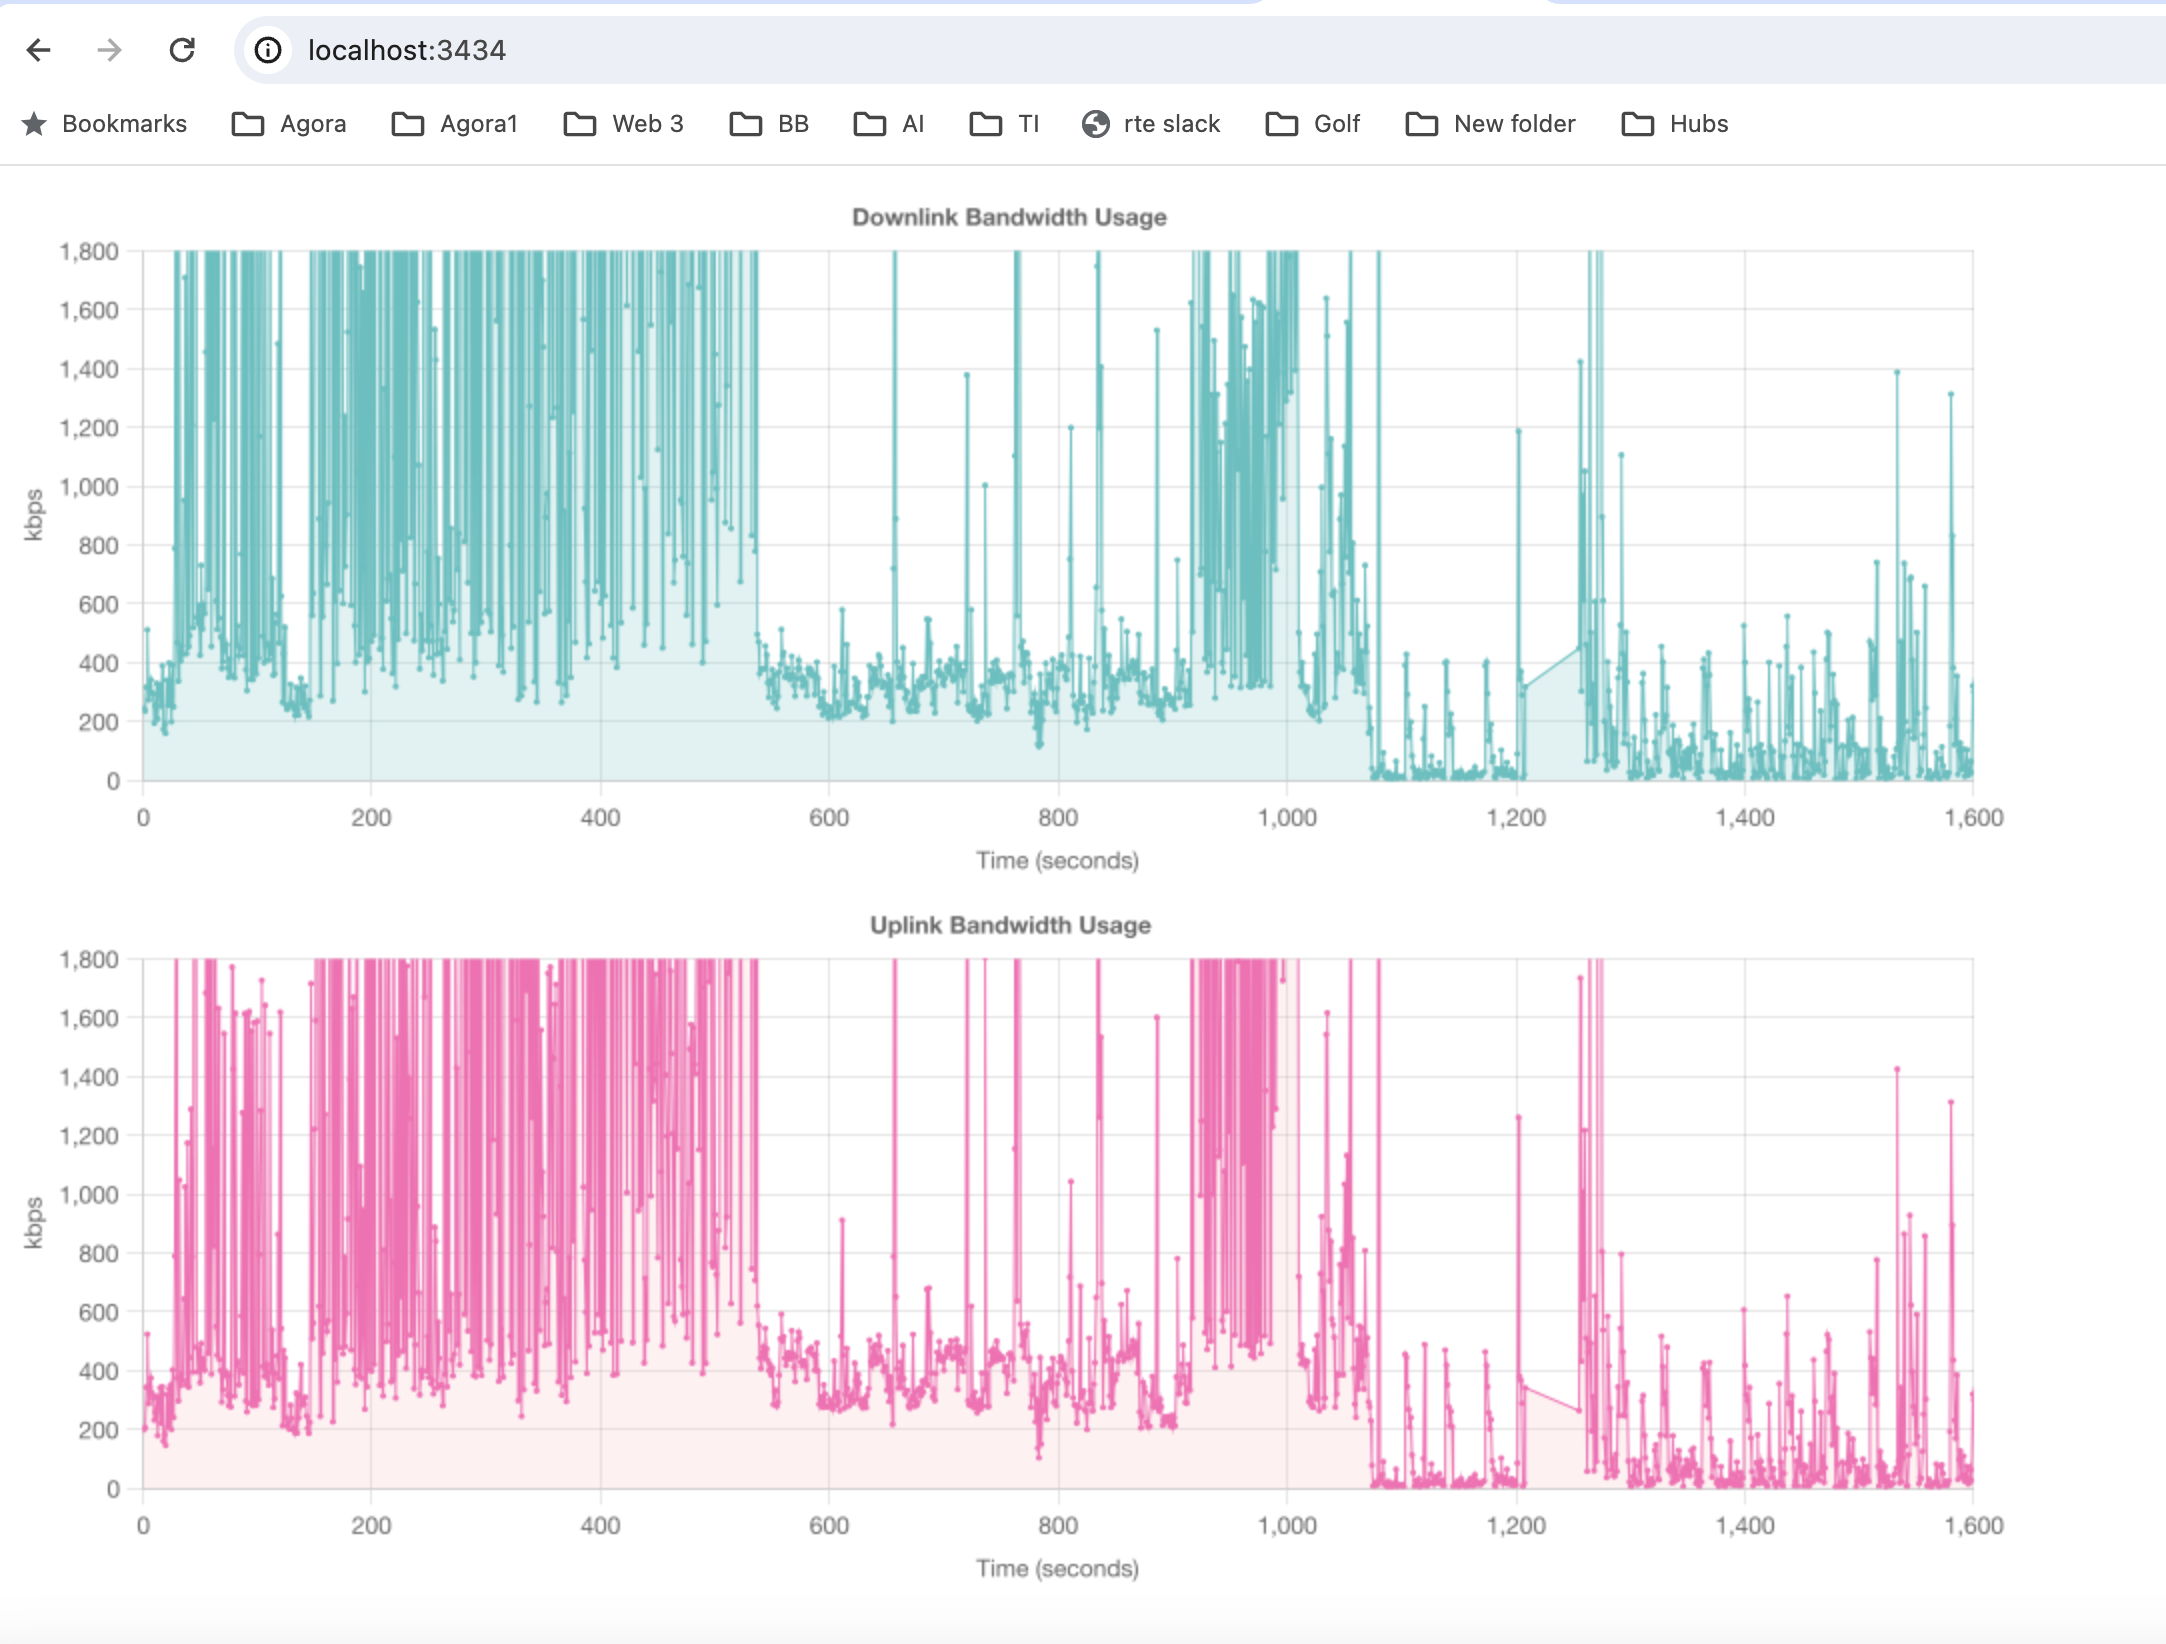 localhost:3434
Bookmarks Agora Agora1 Web 3 BB AI TI rte slack Golf New folder Hubs
Downlink Bandwidth Usage
1,800
1,600
1,400
1,200
1,000
800
600
400
200
0
kbps
0 200 400 600 800 1,000 1,200 1,400 1,600
Time (seconds)
Uplink Bandwidth Usage
1,800
1,600
1,400
1,200
1,000
800
600
400
200
0
kbps
0 200 400 600 800 1,000 1,200 1,400 1,600
Time (seconds)